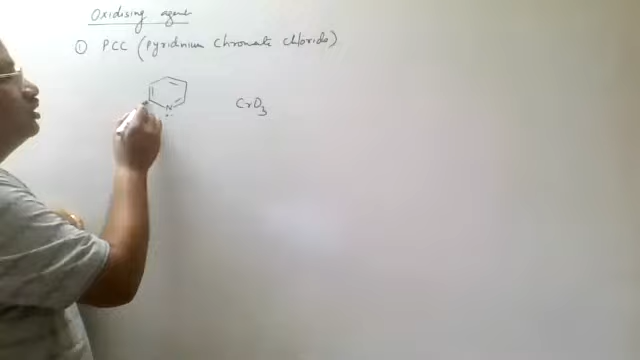 Oxidising agent
① PCC (Pyridinium Chromate Chloride)
N CrO3